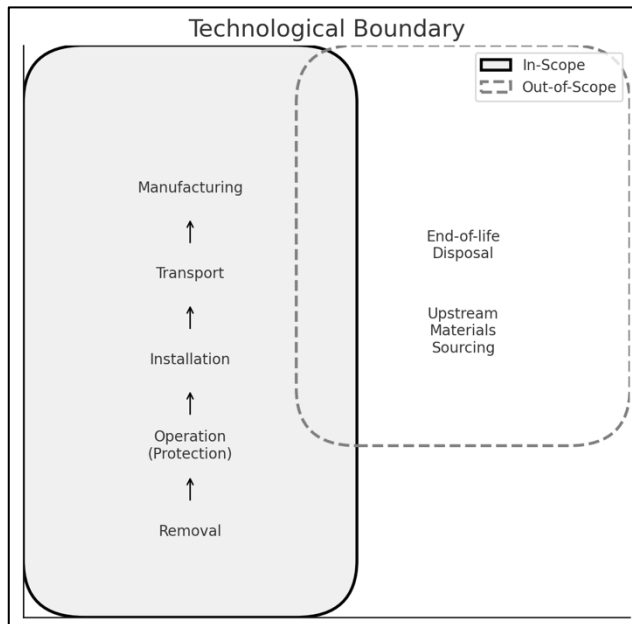 Technological Boundary
In-Scope
Out-of-Scope
Manufacturing
Transport
Installation
Operation
(Protection)
Removal
End-of-life
Disposal
Upstream
Materials
Sourcing